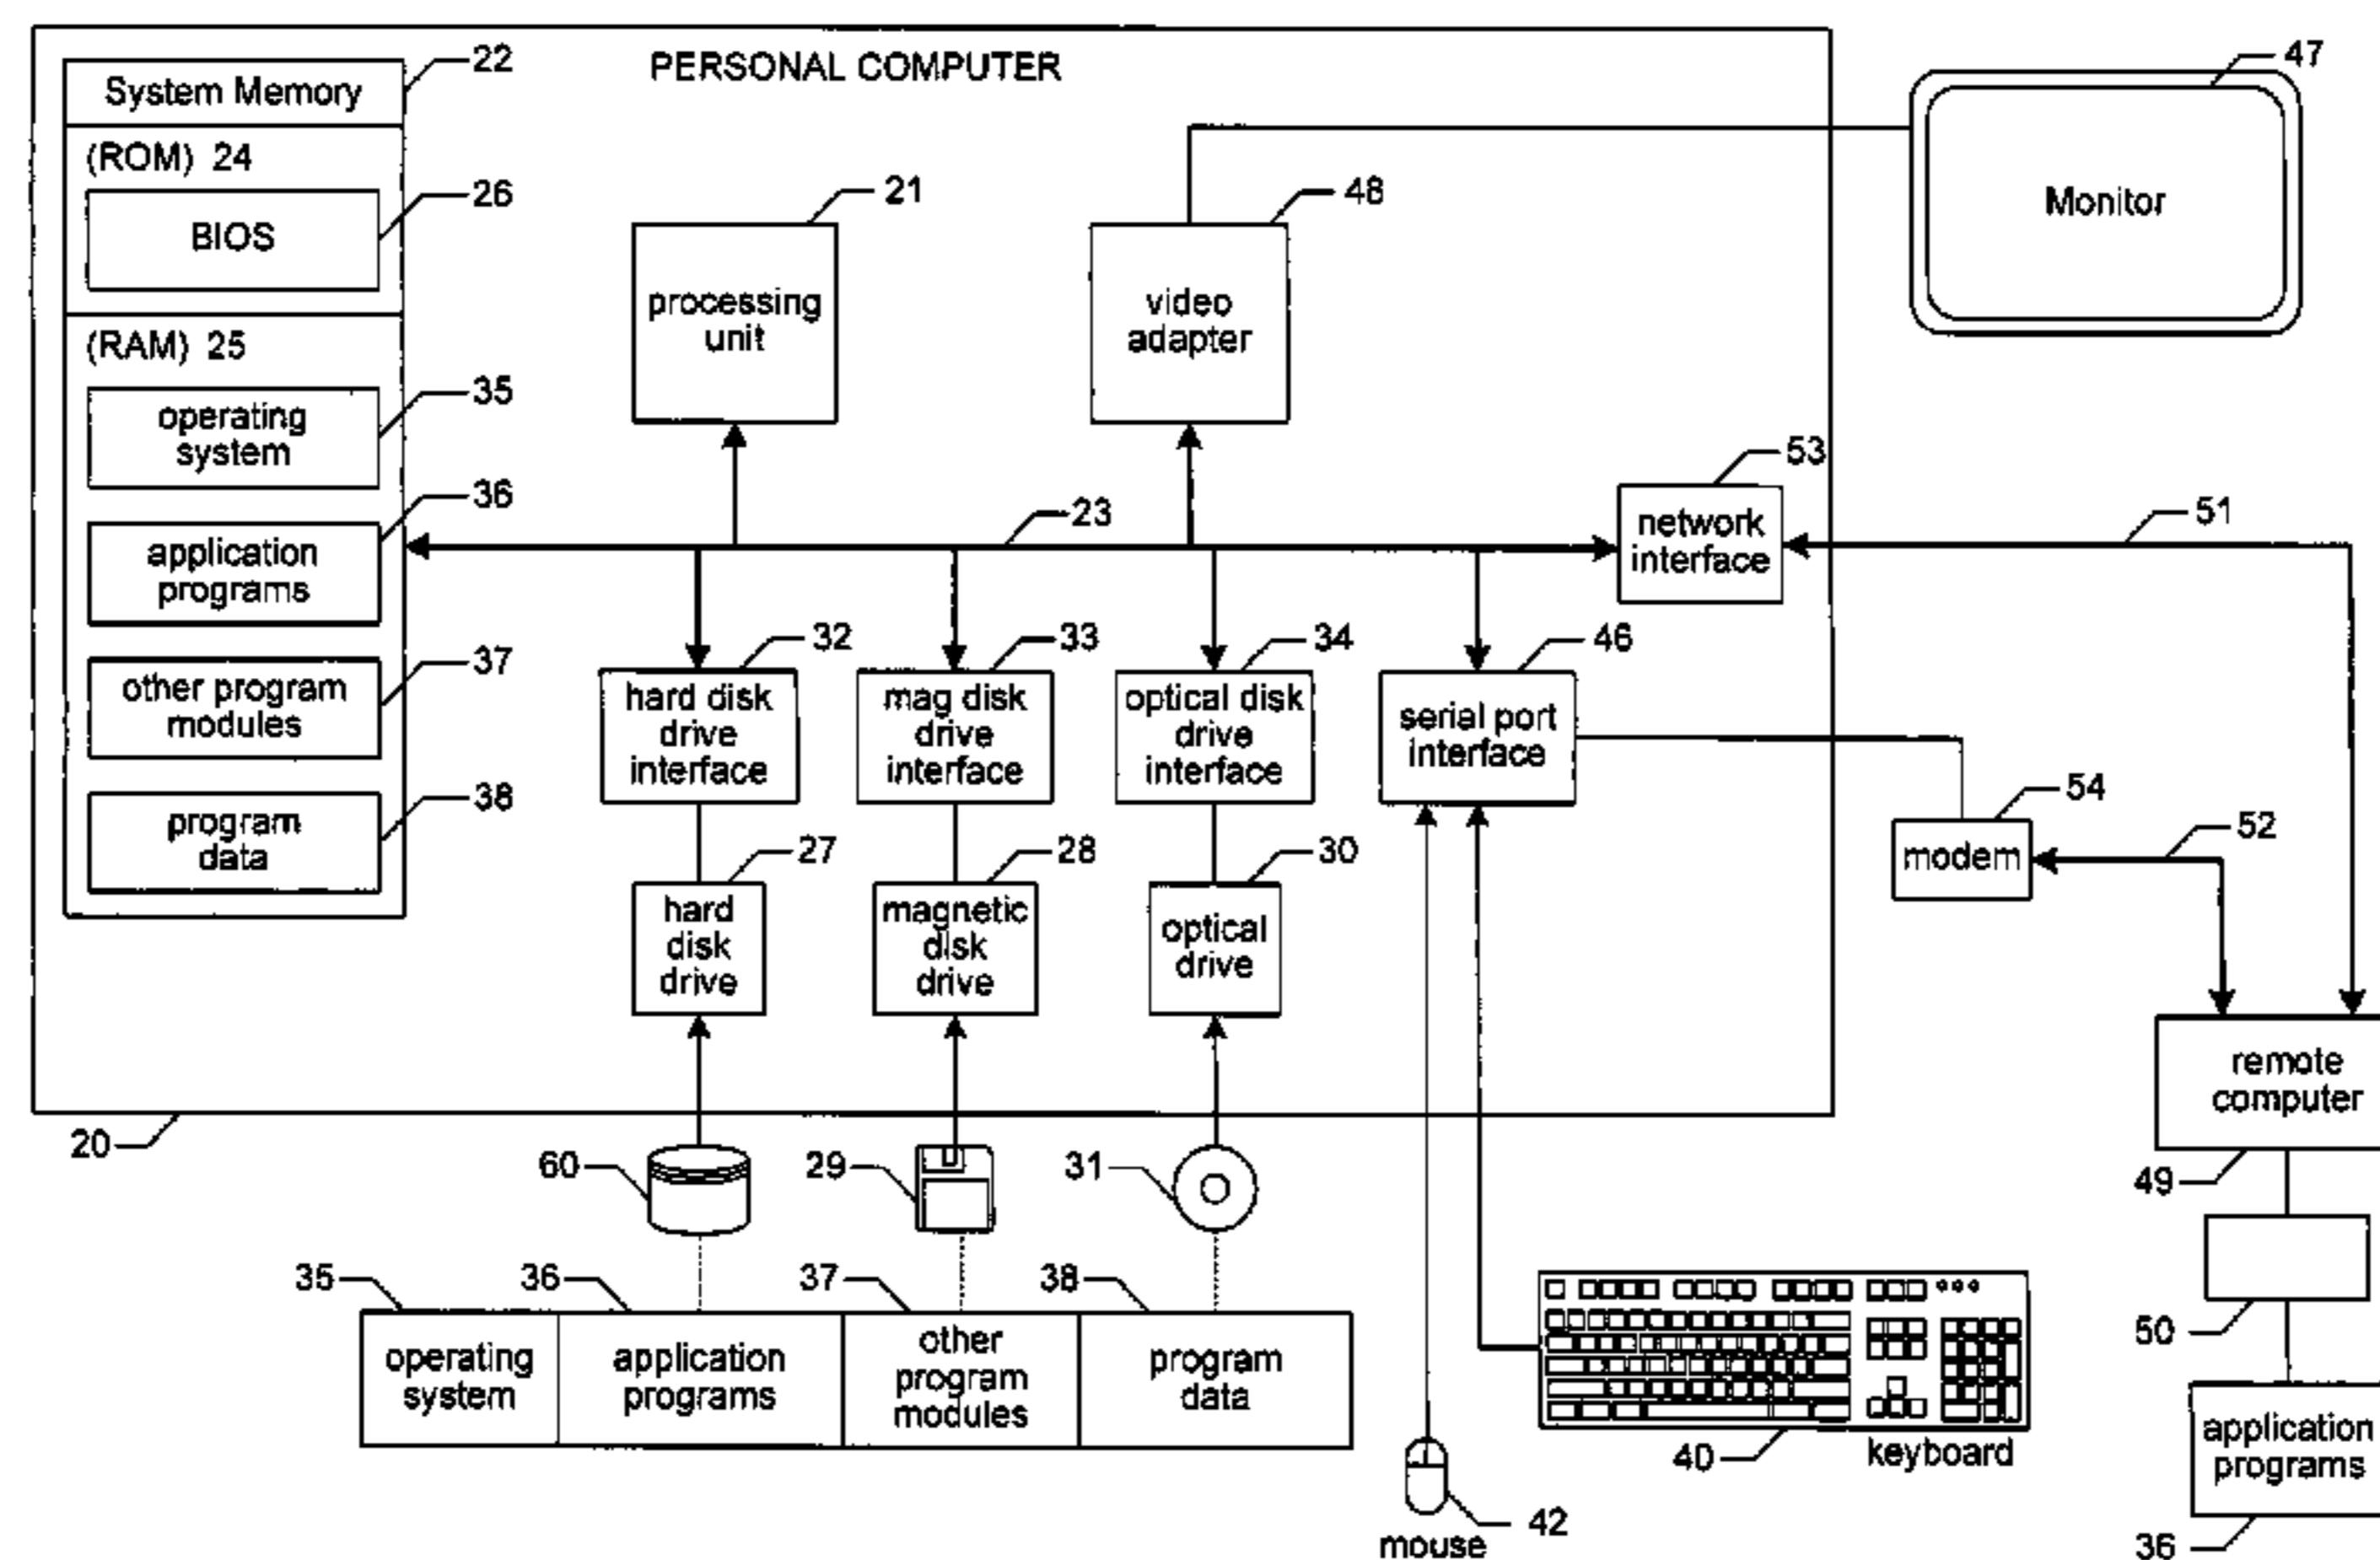 PERSONAL COMPUTER
22
System Memory
(ROM) 24
26
BIOS
(RAM) 25
35
operating
system
36
application
programs
37
other program
modules
38
program
data
21
processing
unit
48
video
adapter
47
Monitor
23
53
network
interface
51
32
hard disk
drive
interface
33
mag disk
drive
interface
34
optical disk
drive
interface
46
serial port
interface
54
modem
52
27
hard
disk
drive
28
magnetic
disk
drive
30
optical
drive
20
60
29
31
remote
computer
49
50
35
operating
system
36
application
programs
37
other
program
modules
38
program
data
40
keyboard
42
mouse
application
programs
36